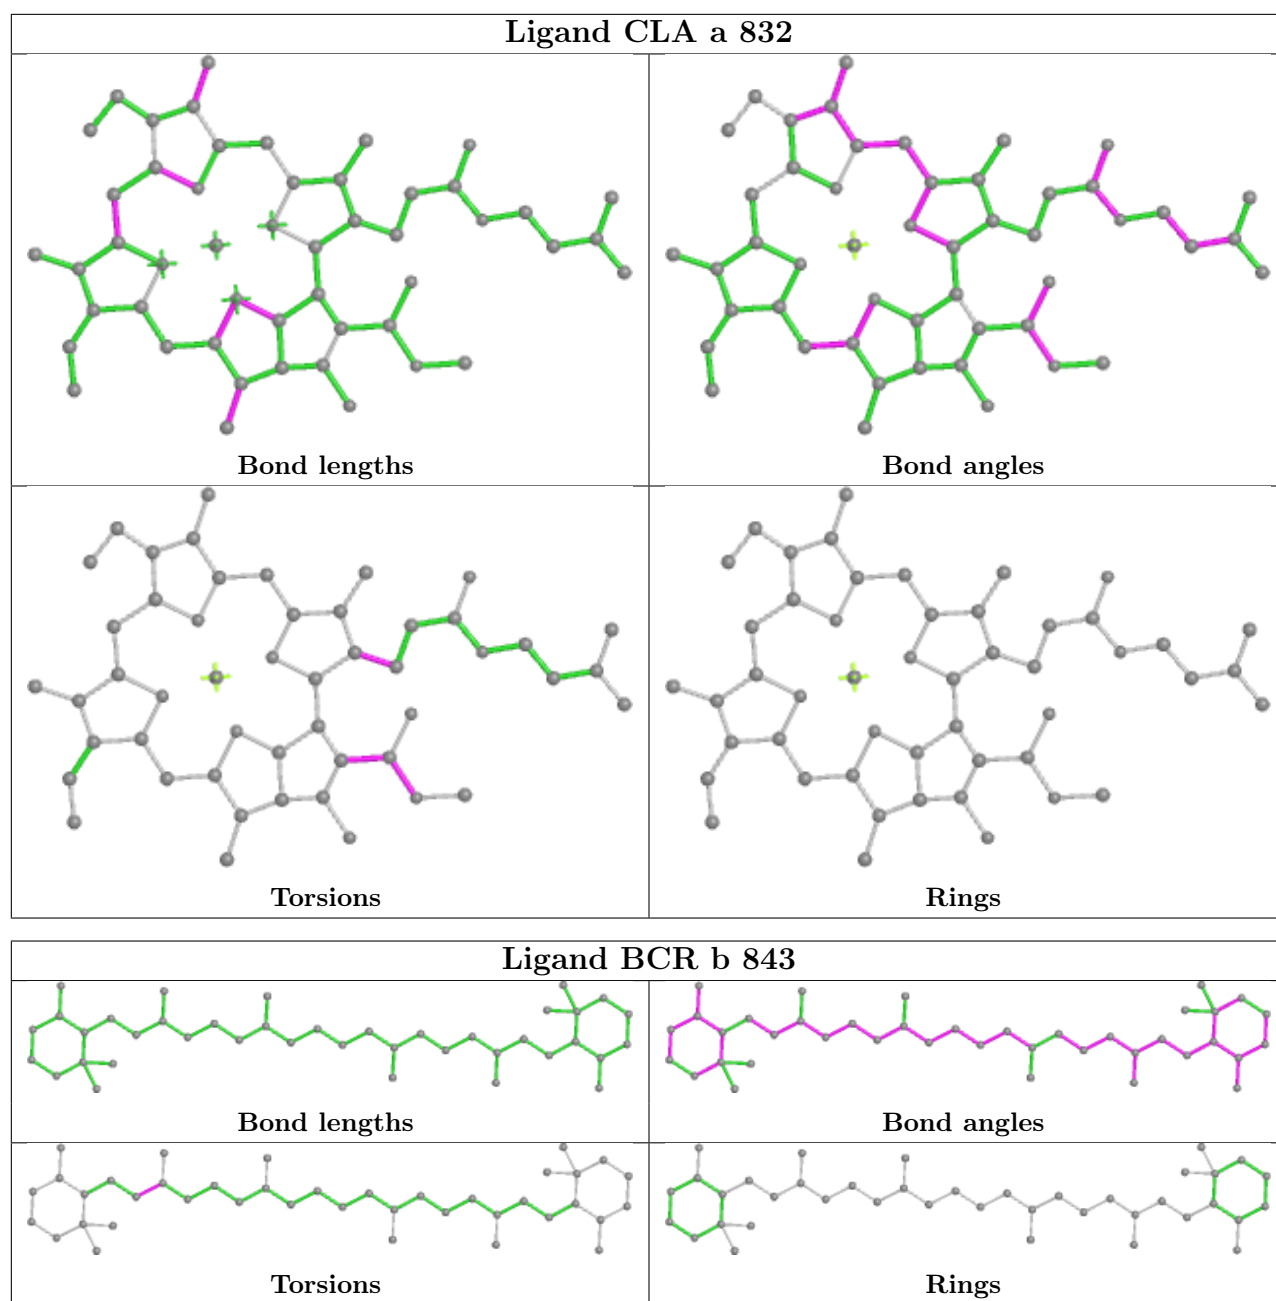 Ligand CLA a 832
Bond lengths
Bond angles
Torsions
Rings
Ligand BCR b 843
Bond lengths
Bond angles
Torsions
Rings